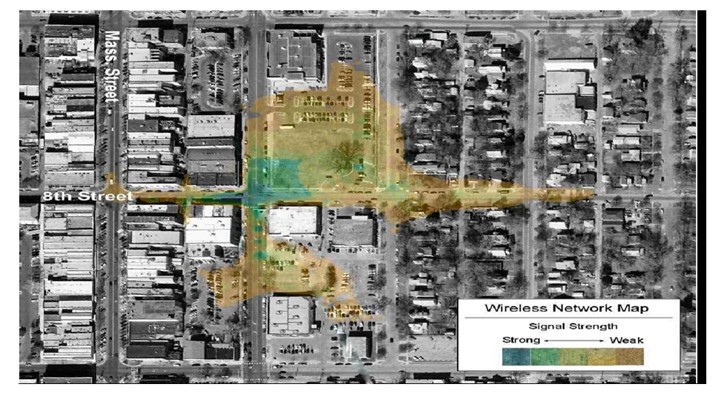 Mass. Street
8th Street
Wireless Network Map
Signal Strength
Strong
Weak